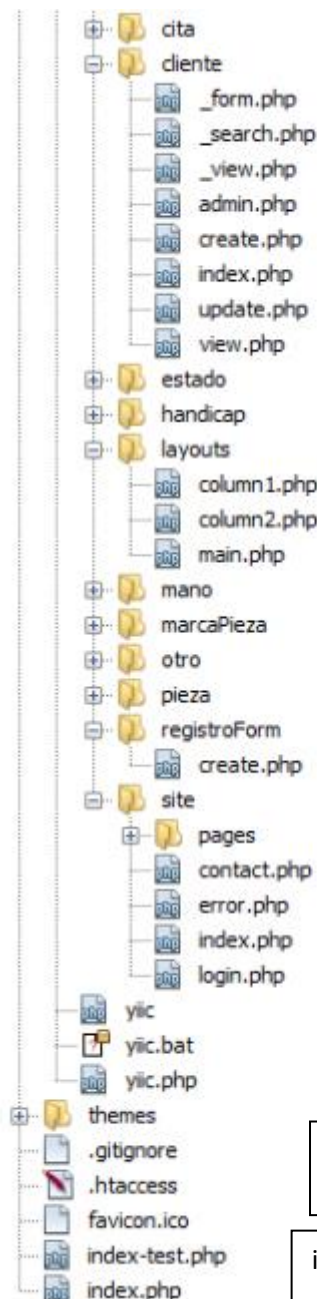 cita
cliente
_form.php
_search.php
_view.php
admin.php
create.php
index.php
update.php
view.php
estado
handicap
layouts
column1.php
column2.php
main.php
mano
marcaPieza
otro
pieza
registroForm
create.php
site
pages
contact.php
error.php
index.php
login.php
yiic
yiic.bat
yiic.php
themes
.gitignore
.htaccess
favicon.ico
index-test.php
index.php